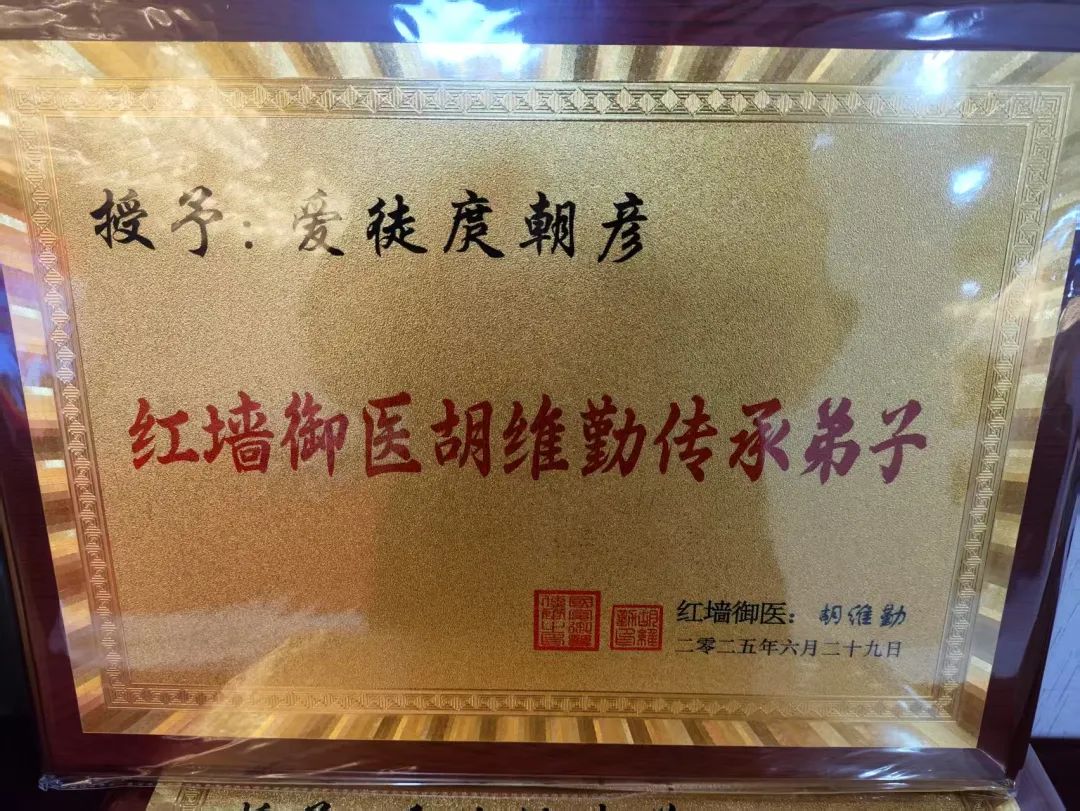 授予：爱徒庹朝彦
红墙御医胡维勤传承弟子
红墙御医：胡维勤
二零二五年六月二十九日